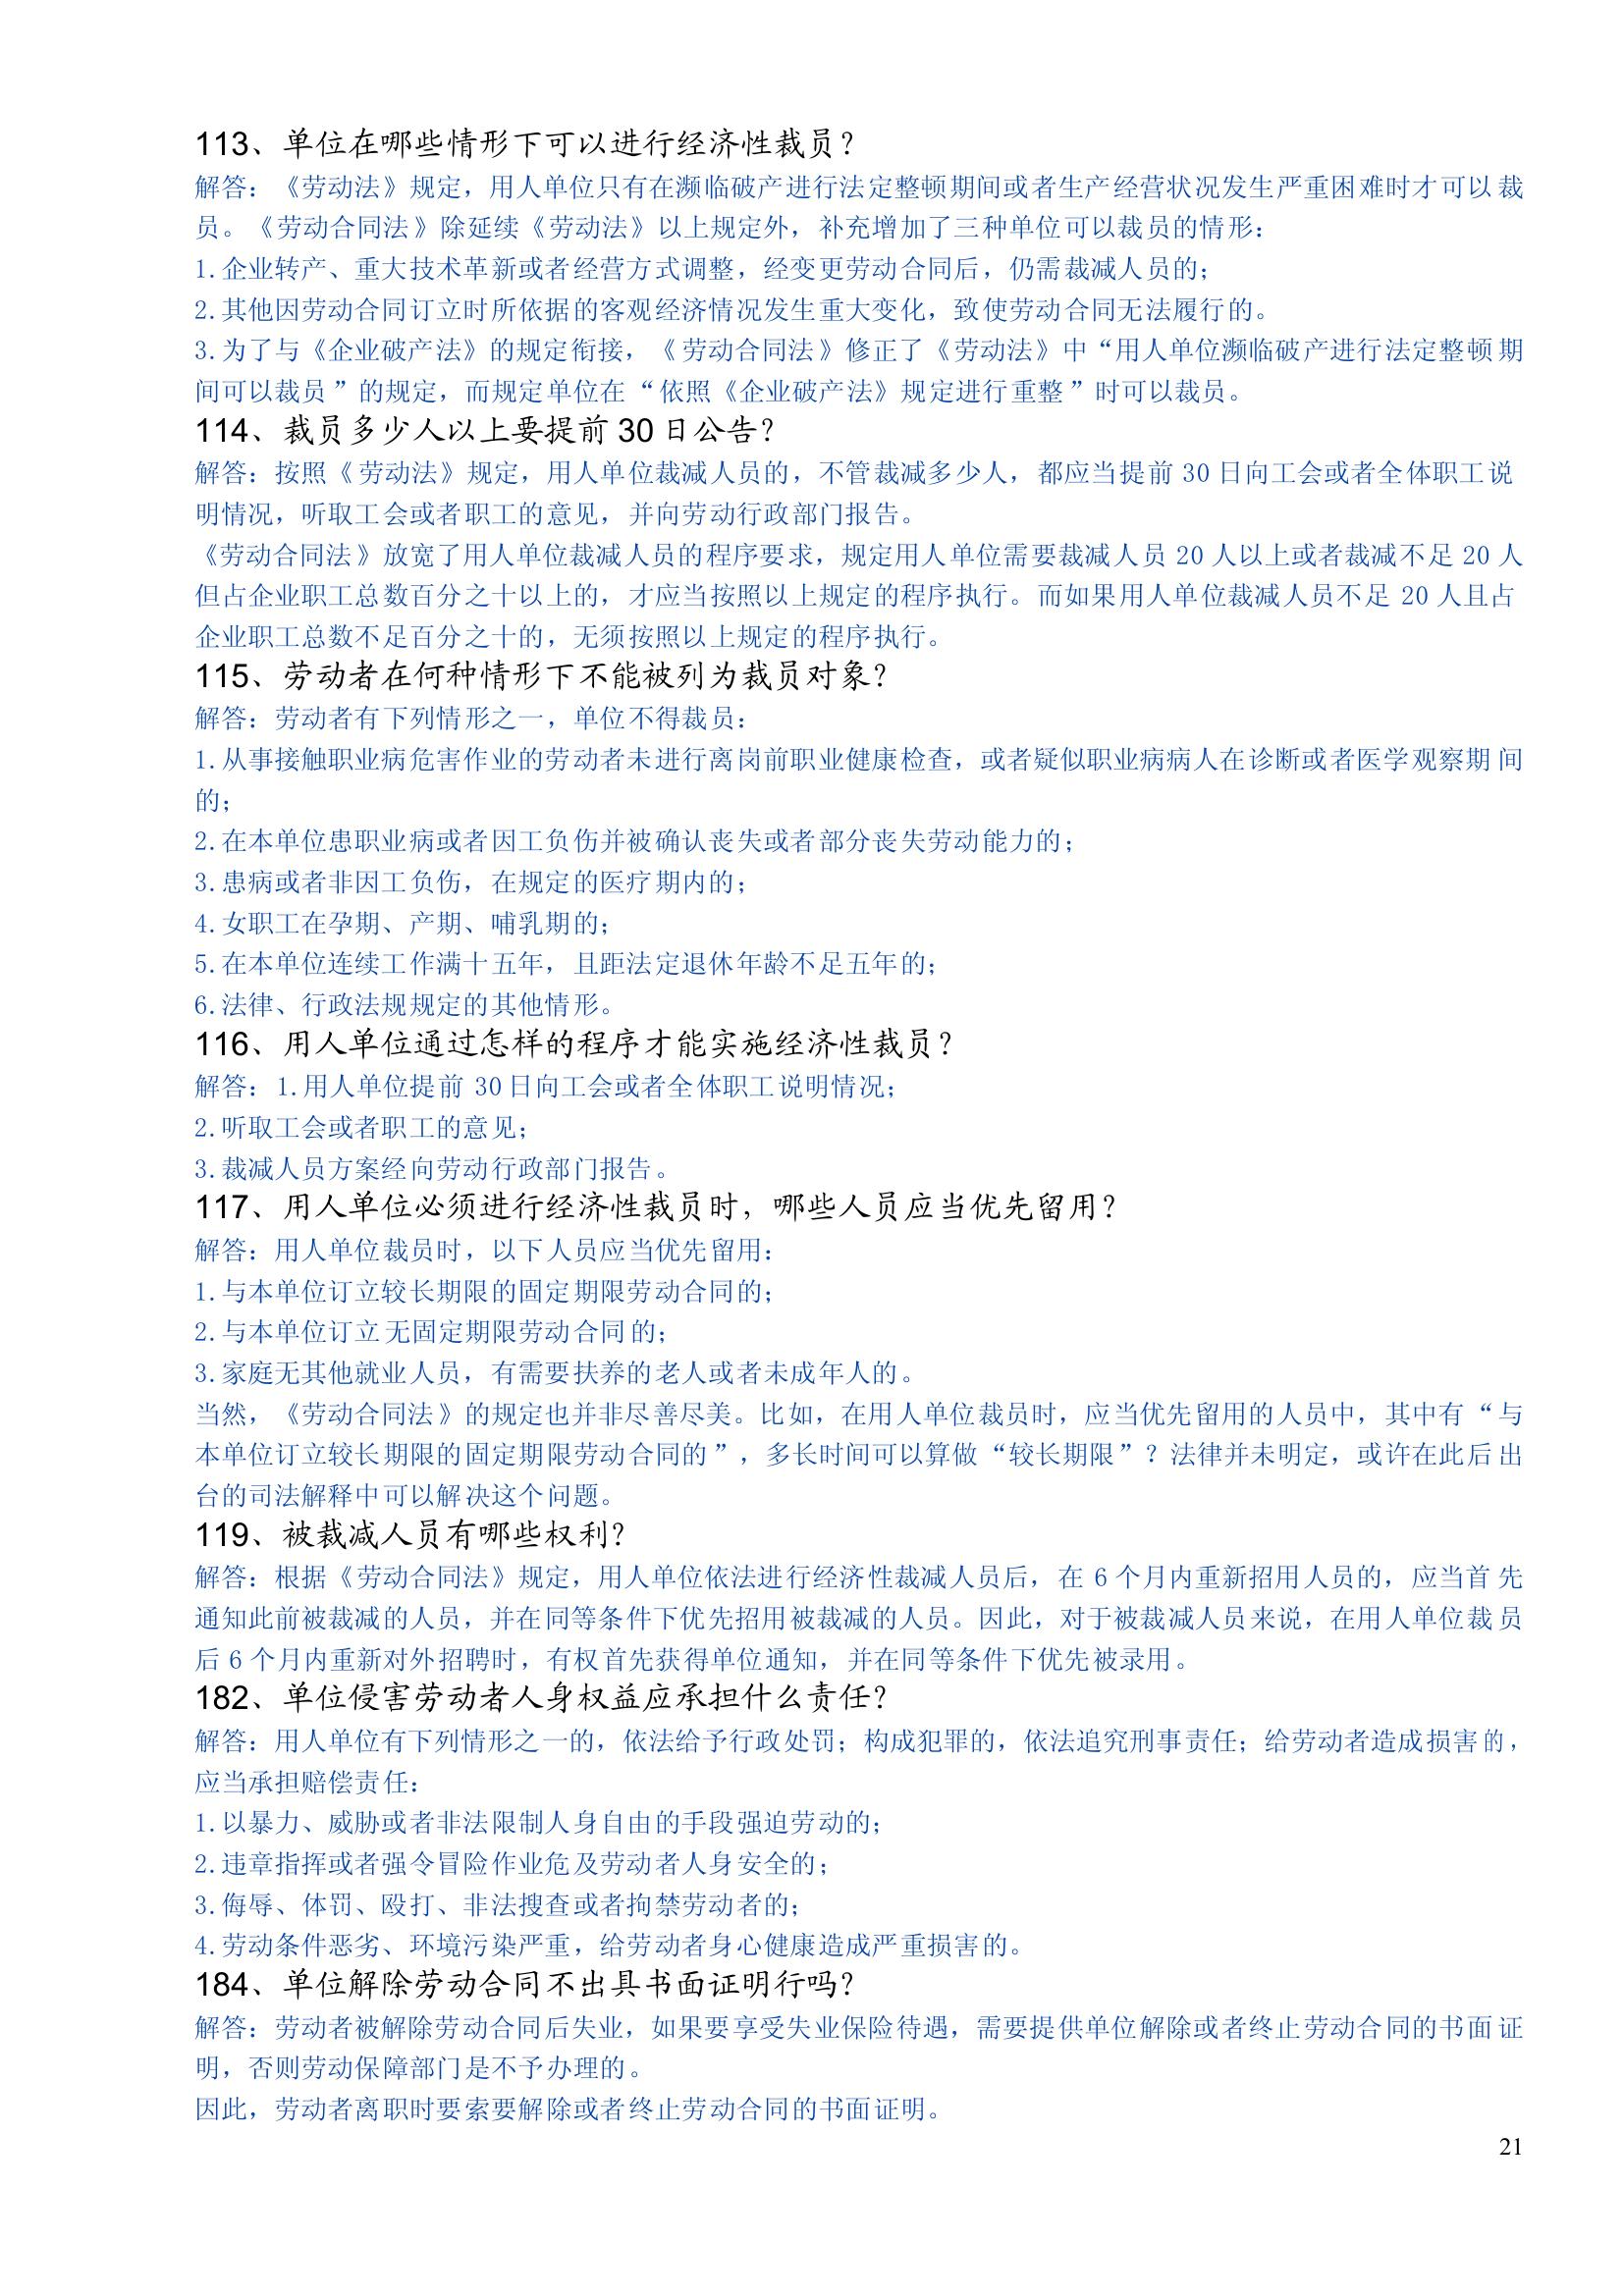 113、单位在哪些情形下可以进行经济性裁员？
解答：《劳动法》规定，用人单位只有在濒临破产进行法定整顿期间或者生产经营状况发生严重困难时才可以裁
员。《劳动合同法》除延续《劳动法》以上规定外，补充增加了三种单位可以裁员的情形：
1.企业转产、重大技术革新或者经营方式调整，经变更劳动合同后，仍需裁减人员的；
2.其他因劳动合同订立时所依据的客观经济情况发生重大变化，致使劳动合同无法履行的。
3.为了与《企业破产法》的规定衔接，《劳动合同法》修正了《劳动法》中“用人单位濒临破产进行法定整顿期
间可以裁员”的规定，而规定单位在“依照《企业破产法》规定进行重整”时可以裁员。
114、裁员多少人以上要提前 30 日公告？
解答：按照《劳动法》规定，用人单位裁减人员的，不管裁减多少人，都应当提前 30 日向工会或者全体职工说
明情况，听取工会或者职工的意见，并向劳动行政部门报告。
《劳动合同法》放宽了用人单位裁减人员的程序要求，规定用人单位需要裁减人员 20 人以上或者裁减不足 20 人
但占企业职工总数百分之十以上的，才应当按照以上规定的程序执行。而如果用人单位裁减人员不足 20 人且占
企业职工总数不足百分之十的，无须按照以上规定的程序执行。
115、劳动者在何种情形下不能被列为裁员对象？
解答：劳动者有下列情形之一，单位不得裁员：
1.从事接触职业病危害作业的劳动者未进行离岗前职业健康检查，或者疑似职业病病人在诊断或者医学观察期间
的；
2.在本单位患职业病或者因工负伤并被确认丧失或者部分丧失劳动能力的；
3.患病或者非因工负伤，在规定的医疗期内的；
4.女职工在孕期、产期、哺乳期的；
5.在本单位连续工作满十五年，且距法定退休年龄不足五年的；
6.法律、行政法规规定的其他情形。
116、用人单位通过怎样的程序才能实施经济性裁员？
解答：1.用人单位提前 30日向工会或者全体职工说明情况；
2.听取工会或者职工的意见；
3.裁减人员方案经向劳动行政部门报告。
117、用人单位必须进行经济性裁员时，哪些人员应当优先留用？
解答：用人单位裁员时，以下人员应当优先留用：
1.与本单位订立较长期限的固定期限劳动合同的；
2.与本单位订立无固定期限劳动合同的；
3.家庭无其他就业人员，有需要扶养的老人或者未成年人的。
当然，《劳动合同法》的规定也并非尽善尽美。比如，在用人单位裁员时，应当优先留用的人员中，其中有“与
本单位订立较长期限的固定期限劳动合同的”，多长时间可以算做“较长期限”？法律并未明定，或许在此后出
台的司法解释中可以解决这个问题。
119、被裁减人员有哪些权利？
解答：根据《劳动合同法》规定，用人单位依法进行经济性裁减人员后，在 6 个月内重新招用人员的，应当首先
通知此前被裁减的人员，并在同等条件下优先招用被裁减的人员。因此，对于被裁减人员来说，在用人单位裁员
后 6 个月内重新对外招聘时，有权首先获得单位通知，并在同等条件下优先被录用。
182、单位侵害劳动者人身权益应承担什么责任？
解答：用人单位有下列情形之一的，依法给予行政处罚；构成犯罪的，依法追究刑事责任；给劳动者造成损害的，
应当承担赔偿责任：
1.以暴力、威胁或者非法限制人身自由的手段强迫劳动的；
2.违章指挥或者强令冒险作业危及劳动者人身安全的；
3.侮辱、体罚、殴打、非法搜查或者拘禁劳动者的；
4.劳动条件恶劣、环境污染严重，给劳动者身心健康造成严重损害的。
184、单位解除劳动合同不出具书面证明行吗？
解答：劳动者被解除劳动合同后失业，如果要享受失业保险待遇，需要提供单位解除或者终止劳动合同的书面证
明，否则劳动保障部门是不予办理的。
因此，劳动者离职时要索要解除或者终止劳动合同的书面证明。
21